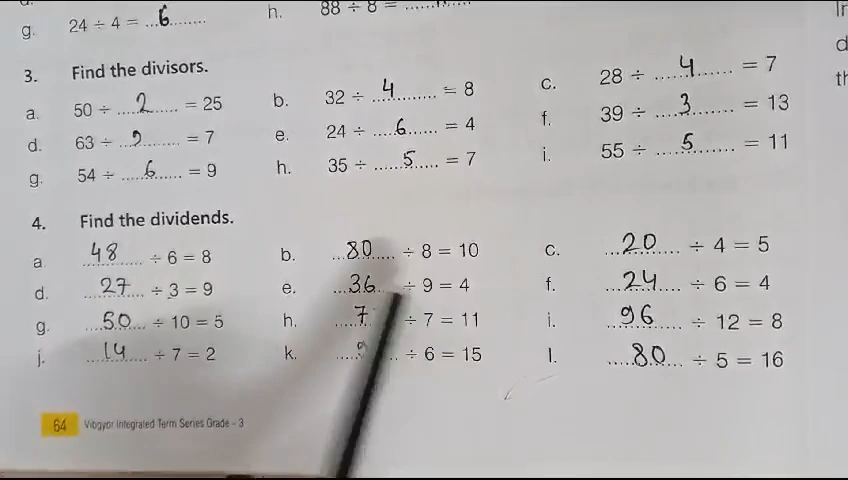 g. 24 ÷ 4 = ...6........ h. 88 ÷ 8 =
3. Find the divisors.
a. 50 ÷ ....2...... = 25 b. 32 ÷ ..4.......... = 8 c. 28 ÷ ......4....... = 7
d. 63 ÷ ...9....... = 7 e. 24 ÷ ....6...... = 4 f. 39 ÷ .....3........ = 13
g. 54 ÷ ....6...... = 9 h. 35 ÷ ......5..... = 7 i. 55 ÷ .....5........ = 11
4. Find the dividends.
a. ..48......... ÷ 6 = 8 b. ...80..... ÷ 8 = 10 c. ...20...... ÷ 4 = 5
d. ...27... ÷ 3 = 9 e. ...36... ÷ 9 = 4 f. ...24.... ÷ 6 = 4
g. ....50.... ÷ 10 = 5 h. .....7 ÷ 7 = 11 i. ...96...... ÷ 12 = 8
j. ...14..... ÷ 7 = 2 k. .....9 ÷ 6 = 15 l. .....80.... ÷ 5 = 16
64 Vibgyor Integrated Term Series Grade - 3